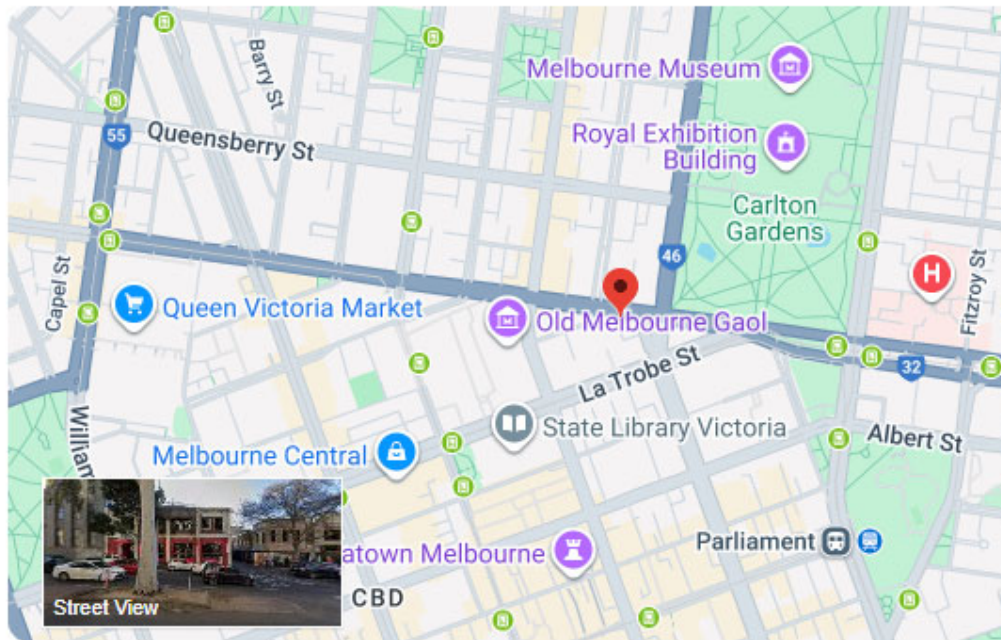 Barry St
Melbourne Museum
55
Queensberry St
Royal Exhibition
Building
Carlton
Gardens
46
H
Capel St
Queen Victoria Market
Old Melbourne Gaol
Fitzroy St
La Trobe St
32
William
State Library Victoria
Albert St
Melbourne Central
Parliament
atown Melbourne
CBD
Street View